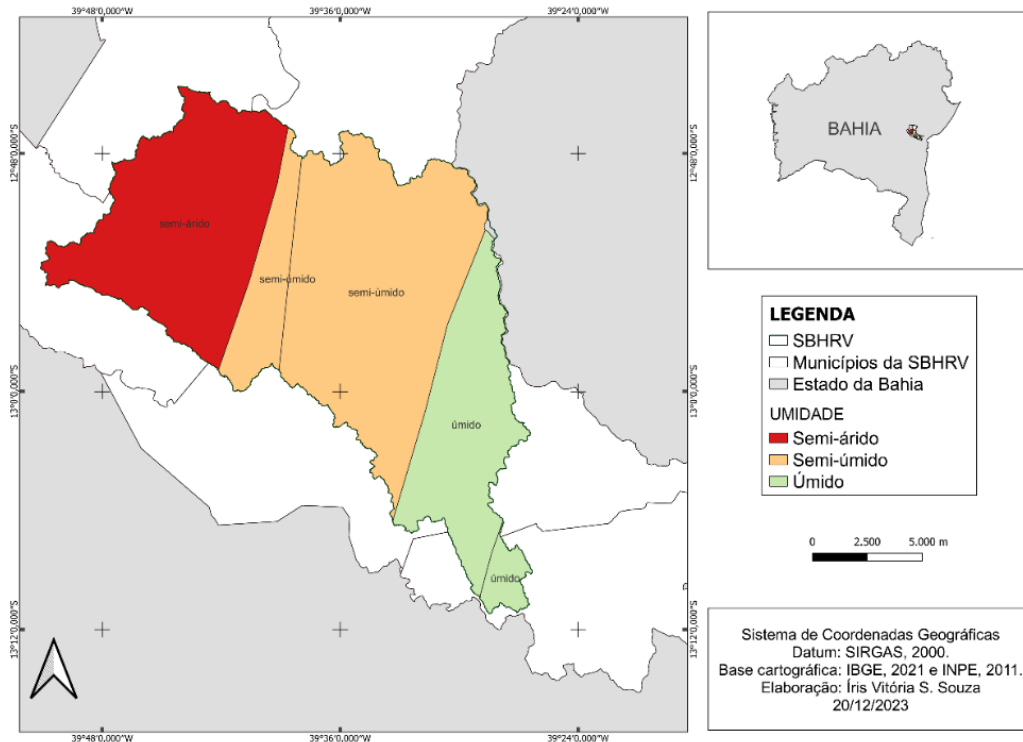 39°48'0,000"W 39°36'0,000"W 39°24'0,000"W
12°48'0,000"S
12°48'0,000"S
semi-árido
semi-úmido
semi-úmido
13°0'0,000"S
13°0'0,000"S
úmido
úmido
13°12'0,000"S
13°12'0,000"S
39°48'0,000"W 39°36'0,000"W 39°24'0,000"W
BAHIA
LEGENDA
SBHRV
Municípios da SBHRV
Estado da Bahia
UMIDADE
Semi-árido
Semi-úmido
Úmido
0 2.500 5.000 m
Sistema de Coordenadas Geográficas
Datum: SIRGAS, 2000.
Base cartográfica: IBGE, 2021 e INPE, 2011.
Elaboração: Íris Vitória S. Souza
20/12/2023